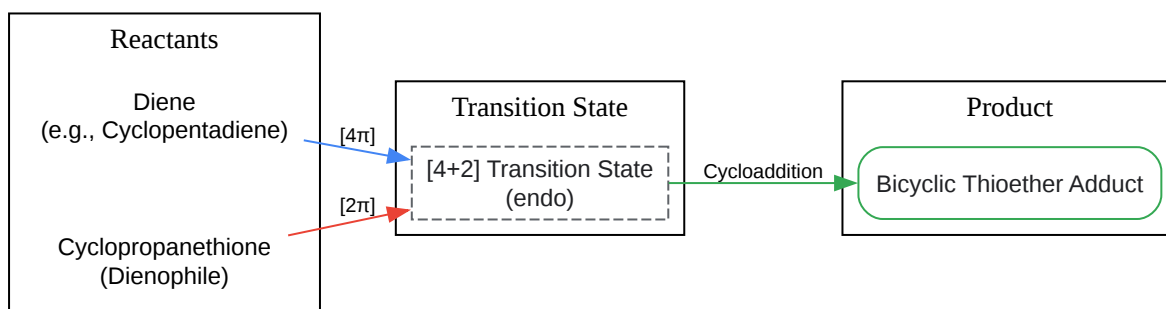 Reactants
Diene
(e.g., Cyclopentadiene)
Cyclopropanethione
(Dienophile)
[4π]
[2π]
Transition State
[4+2] Transition State
(endo)
Cycloaddition
Product
Bicyclic Thioether Adduct